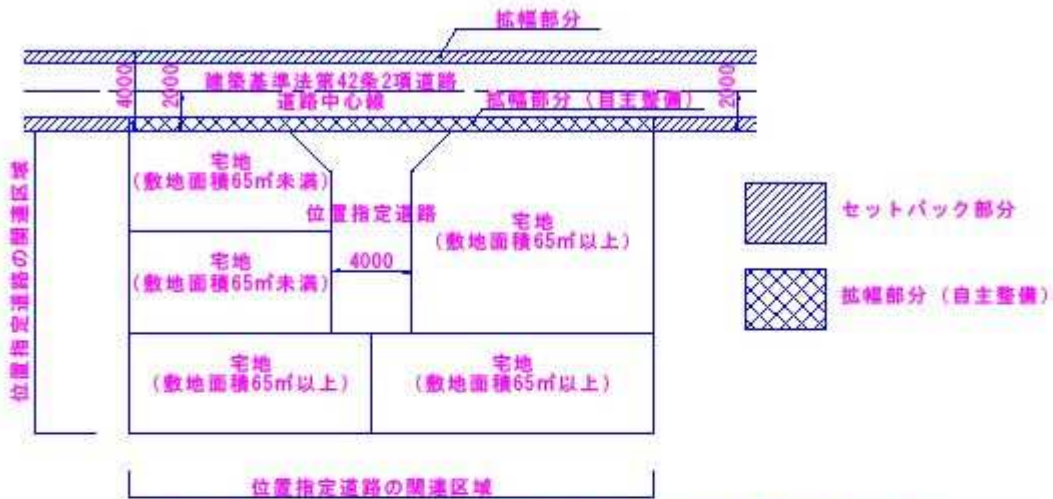 拡幅部分
建築基準法第42条2項道路
4000
2000
道路中心線
拡幅部分（自主整備）
2000
宅地
(敷地面積65㎡未満)
位置指定道路
宅地
(敷地面積65㎡以上)
宅地
(敷地面積65㎡未満)
4000
宅地
(敷地面積65㎡以上)
宅地
(敷地面積65㎡以上)
位置指定道路の関連区域
位置指定道路の関連区域
セットバック部分
拡幅部分（自主整備）